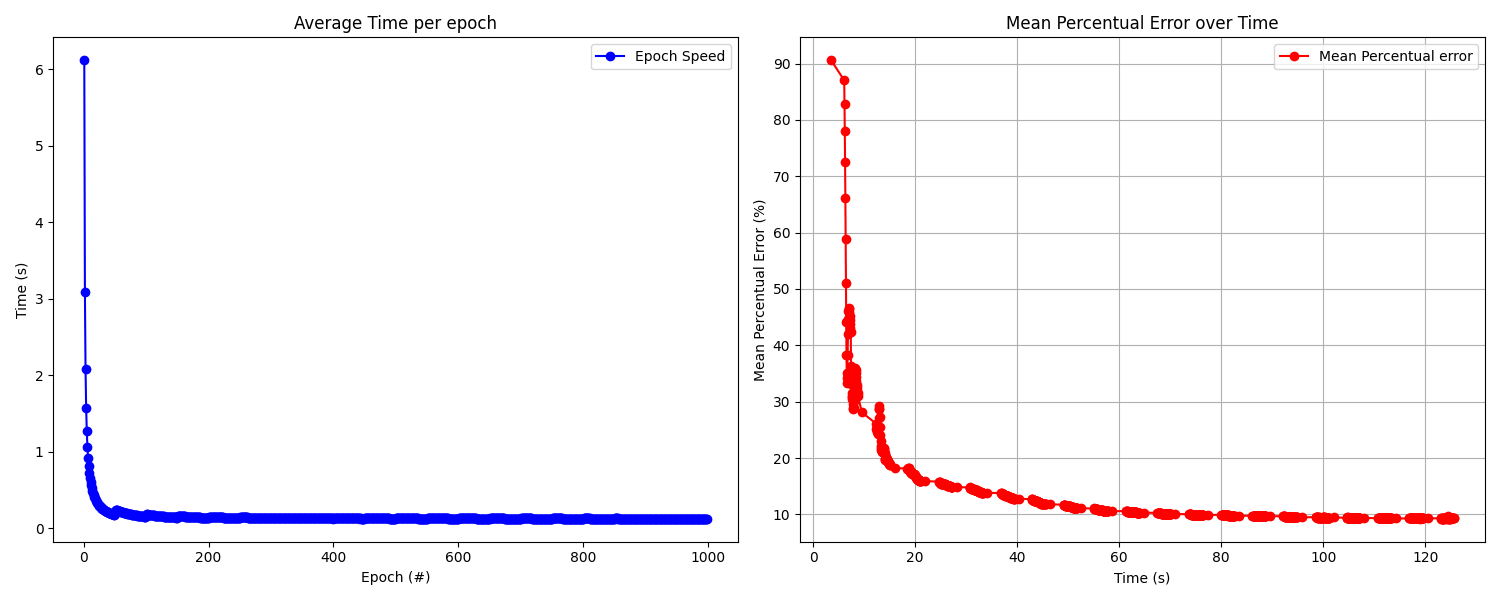 Average Time per epoch
Epoch Speed
6
5
4
3
2
1
0
Time (s)
0 200 400 600 800 1000
Epoch (#)
Mean Percentual Error over Time
Mean Percentual error
90
80
70
60
50
40
30
20
10
Mean Percentual Error (%)
0 20 40 60 80 100 120
Time (s)